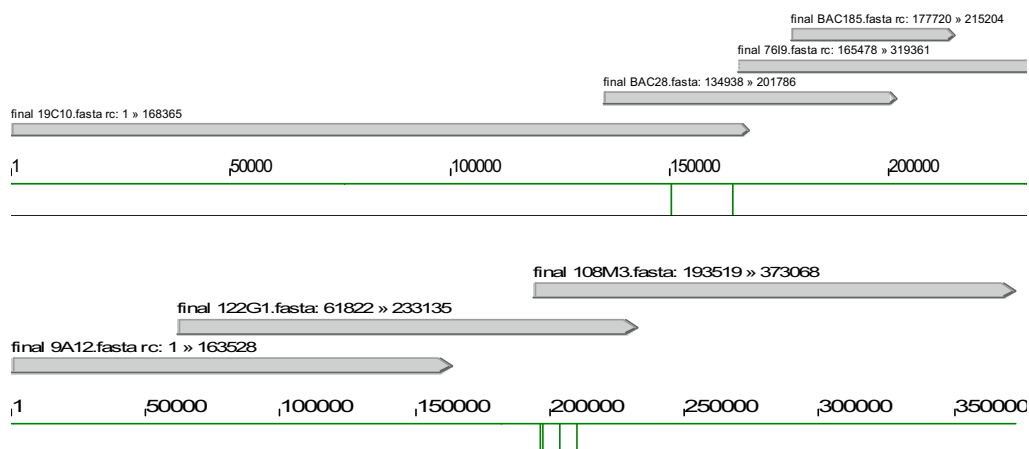 final BAC185.fasta rc: 177720 » 215204
final 76I9.fasta rc: 165478 » 319361
final BAC28.fasta: 134938 » 201786
final 19C10.fasta rc: 1 » 168365
1 50000 100000 150000 200000
final 108M3.fasta: 193519 » 373068
final 122G1.fasta: 61822 » 233135
final 9A12.fasta rc: 1 » 163528
1 50000 100000 150000 200000 250000 300000 350000